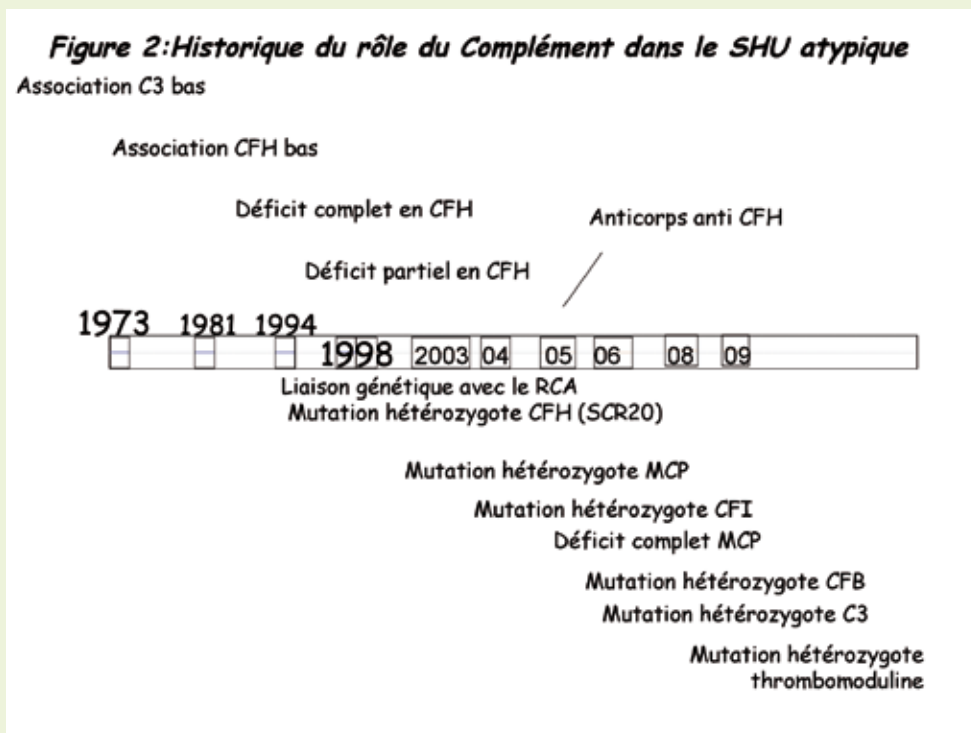 Figure 2:Historique du rôle du Complément dans le SHU atypique
Association C3 bas
Association CFH bas
Déficit complet en CFH
Anticorps anti CFH
Déficit partiel en CFH
1973 1981 1994
1998 2003 04 05 06 08 09
Liaison génétique avec le RCA
Mutation hétérozygote CFH (SCR20)
Mutation hétérozygote MCP
Mutation hétérozygote CFI
Déficit complet MCP
Mutation hétérozygote CFB
Mutation hétérozygote C3
Mutation hétérozygote
thrombomoduline